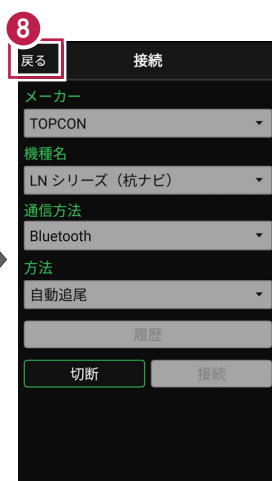 8
戻る 接続
メーカー
TOPCON
機種名
LN シリーズ（杭ナビ）
通信方法
Bluetooth
方法
自動追尾
履歴
切断 接続